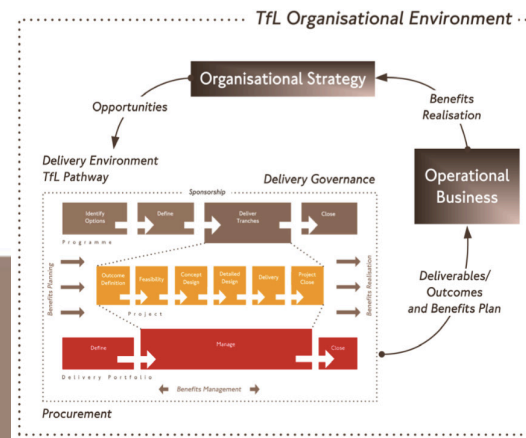 TfL Organisational Environment
Organisational Strategy
Opportunities
Benefits
Realisation
Delivery Environment
TfL Pathway
Delivery Governance
Operational
Business
Sponsorship
Identify
Options
Define
Deliver
Tranches
Close
Programme
Benefits Planning
Outcome
Definition
Feasibility
Concept
Design
Detailed
Design
Delivery
Project
Close
Project
Benefits Realisation
Deliverables/
Outcomes
and Benefits Plan
Define
Manage
Close
Delivery Portfolio
Benefits Management
Procurement